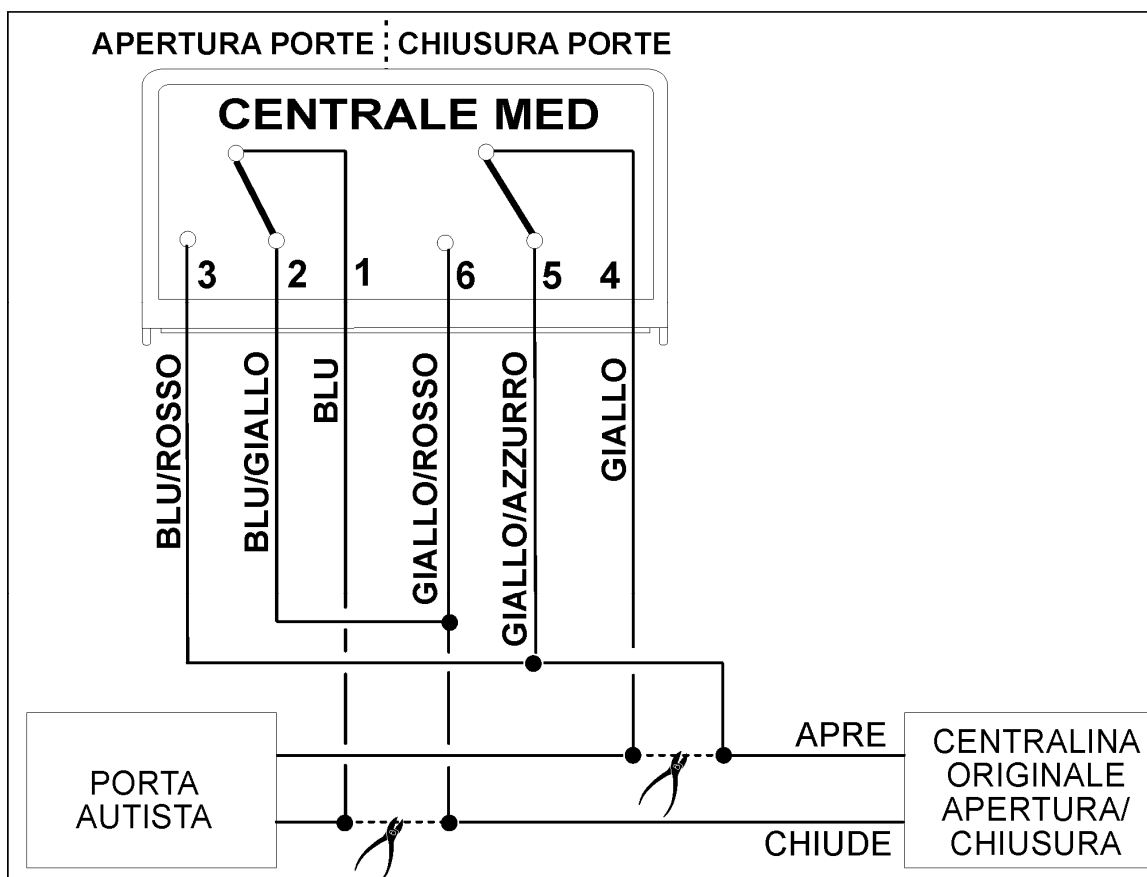 APERTURA PORTE CHIUSURA PORTE
CENTRALE MED
3 2 1 6 5 4
BLU/ROSSO
BLU/GIALLO
BLU
GIALLO/ROSSO
GIALLO/AZZURRO
GIALLO
PORTA
AUTISTA
APRE
CHIUDE
CENTRALINA
ORIGINALE
APERTURA/
CHIUSURA